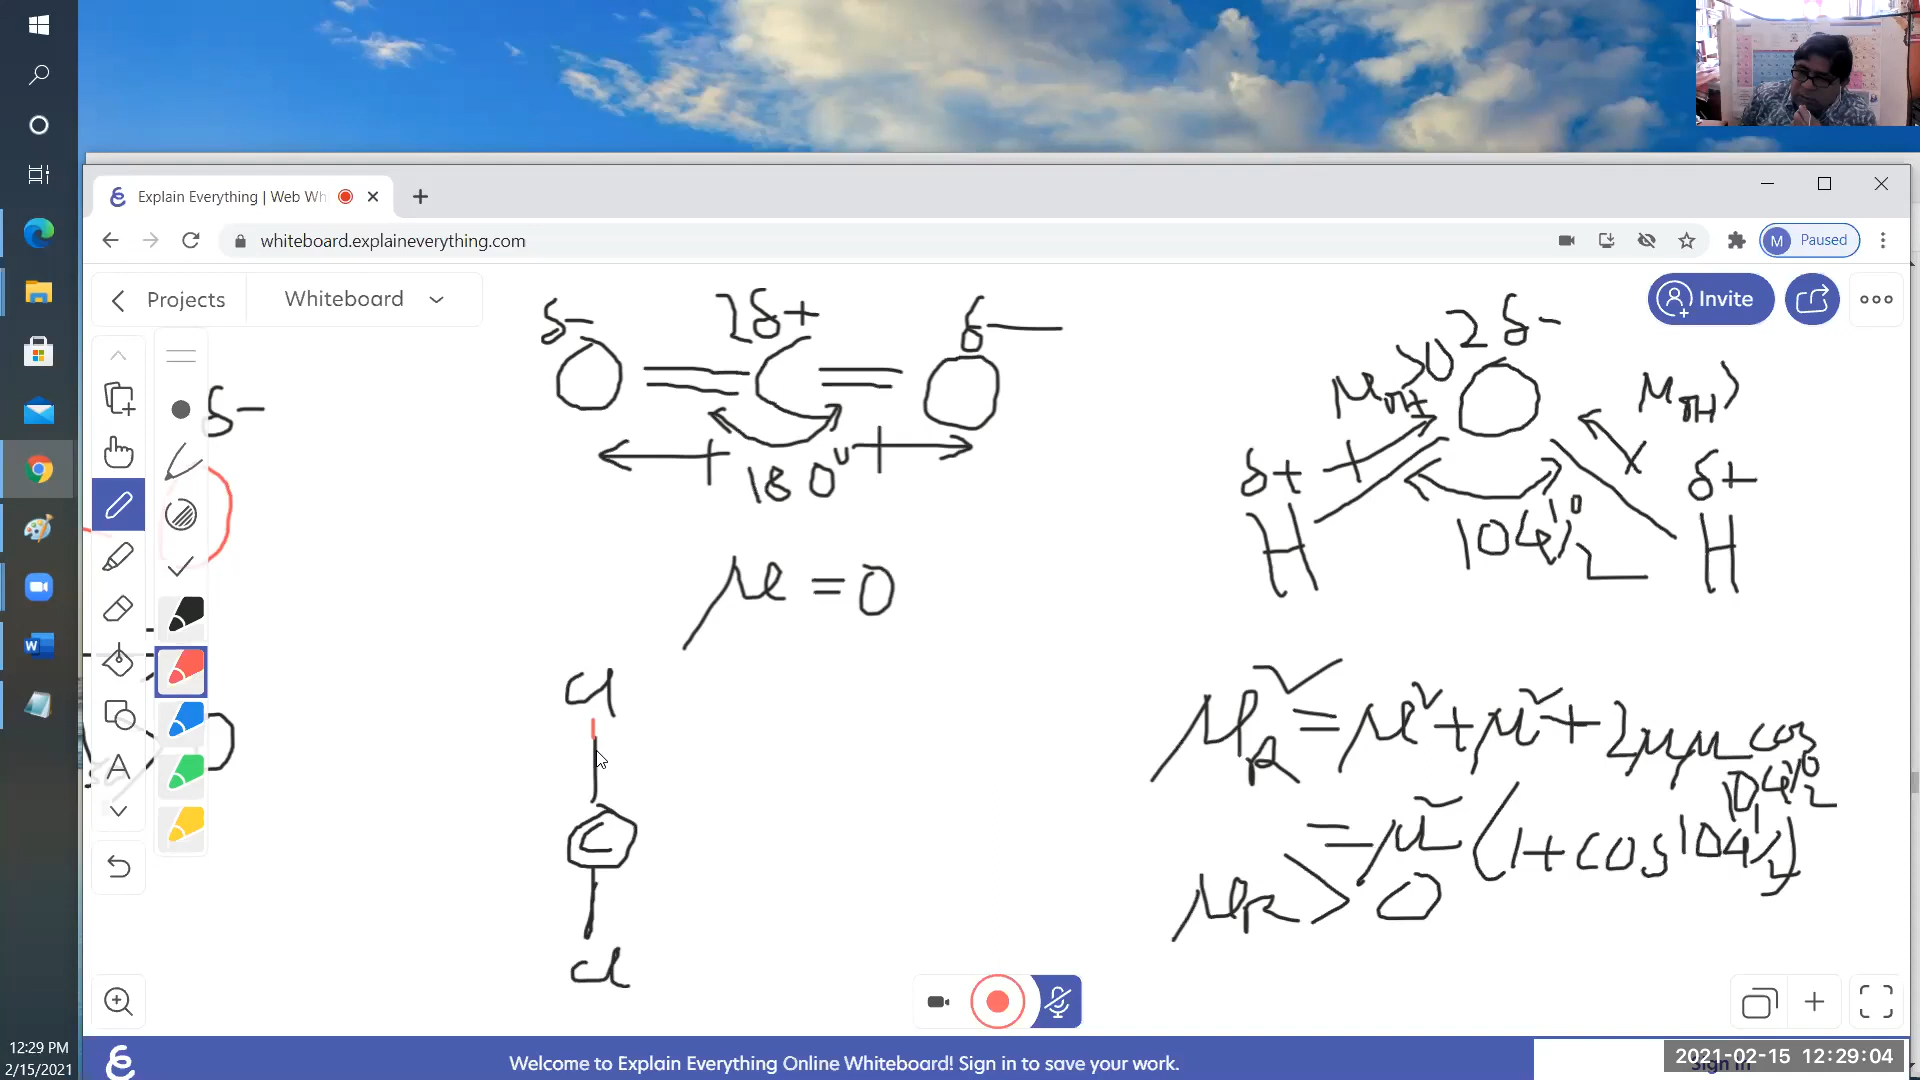 Explain Everything | Web Wh
whiteboard.explaineverything.com
M Paused
Projects
Whiteboard
Invite
δ- 2δ+ δ-
O=C=O
180°
μ = 0
δ-
2δ-
μOH>0 O μOH>
δ+ δ+
H 104½° H
Cl
Cl
μR² = μ² + μ² + 2μμ cos 104½°
= μ² (1 + cos 104½)
μR > 0
A
W
Welcome to Explain Everything Online Whiteboard! Sign in to save your work.
Sign in
12:29 PM
2/15/2021
2021-02-15 12:29:04